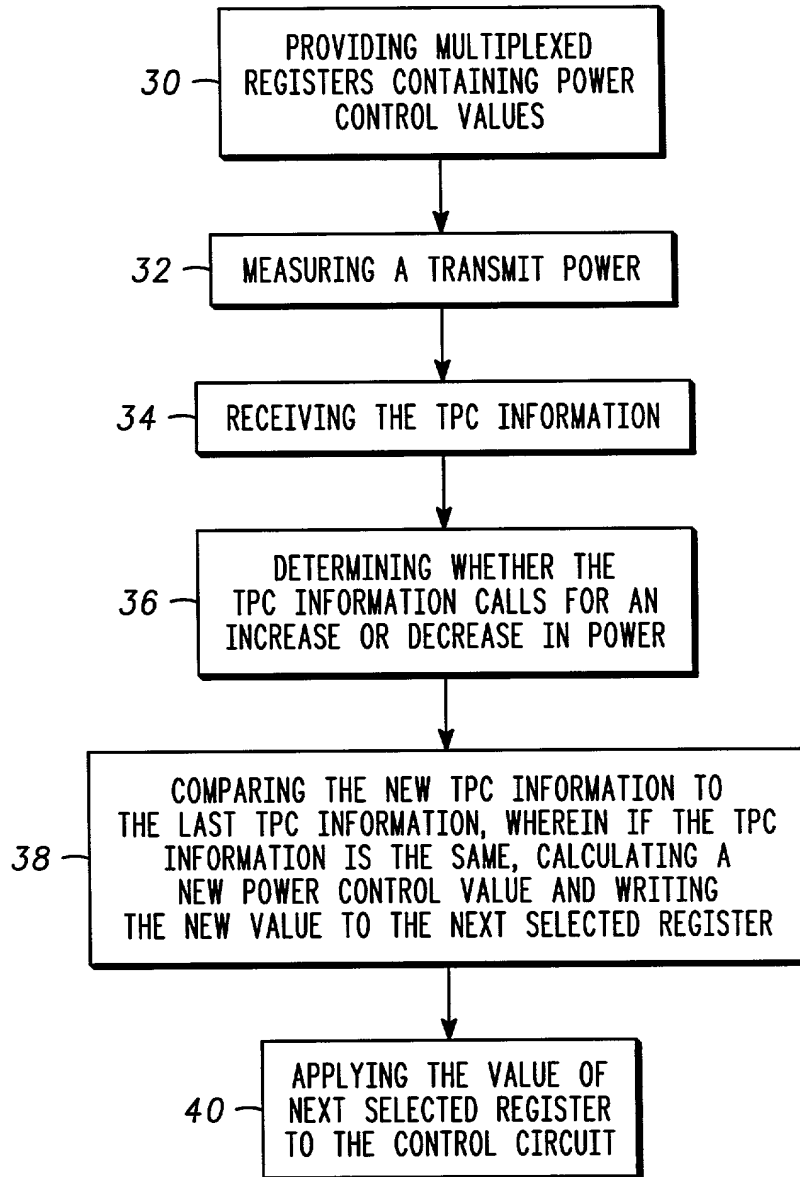 PROVIDING MULTIPLEXED
30
REGISTERS CONTAINING POWER
CONTROL VALUES
32
MEASURING A TRANSMIT POWER
34
RECEIVING THE TPC INFORMATION
DETERMINING WHETHER THE
36
TPC INFORMATION CALLS FOR AN
INCREASE OR DECREASE IN POWER
COMPARING THE NEW TPC INFORMATION TO
THE LAST TPC INFORMATION, WHEREIN IF THE TPC
38
INFORMATION IS THE SAME, CALCULATING A
NEW POWER CONTROL VALUE AND WRITING
THE NEW VALUE TO THE NEXT SELECTED REGISTER
APPLYING THE VALUE OF
40
NEXT SELECTED REGISTER
TO THE CONTROL CIRCUIT